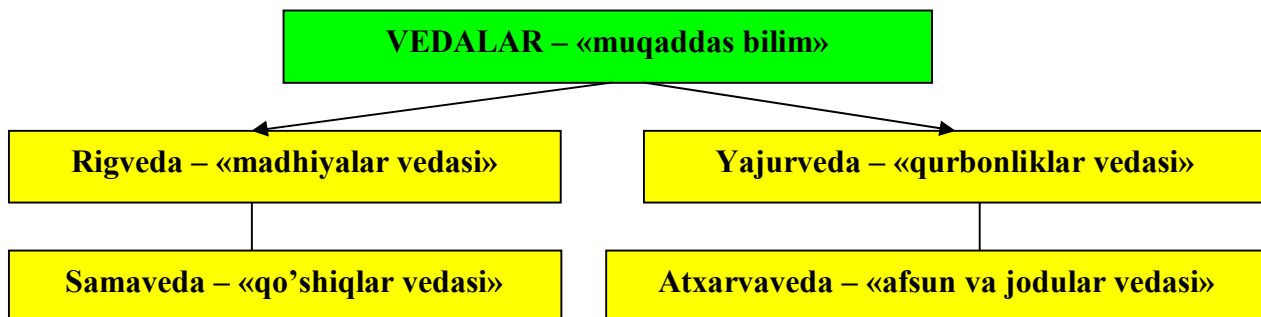 VEDALAR – «muqaddas bilim»
Rigveda – «madhiyalar vedasi»
Yajurveda – «qurbonliklar vedasi»
Samaveda – «qo’shiqlar vedasi»
Atxarvaveda – «afsun va jodular vedasi»